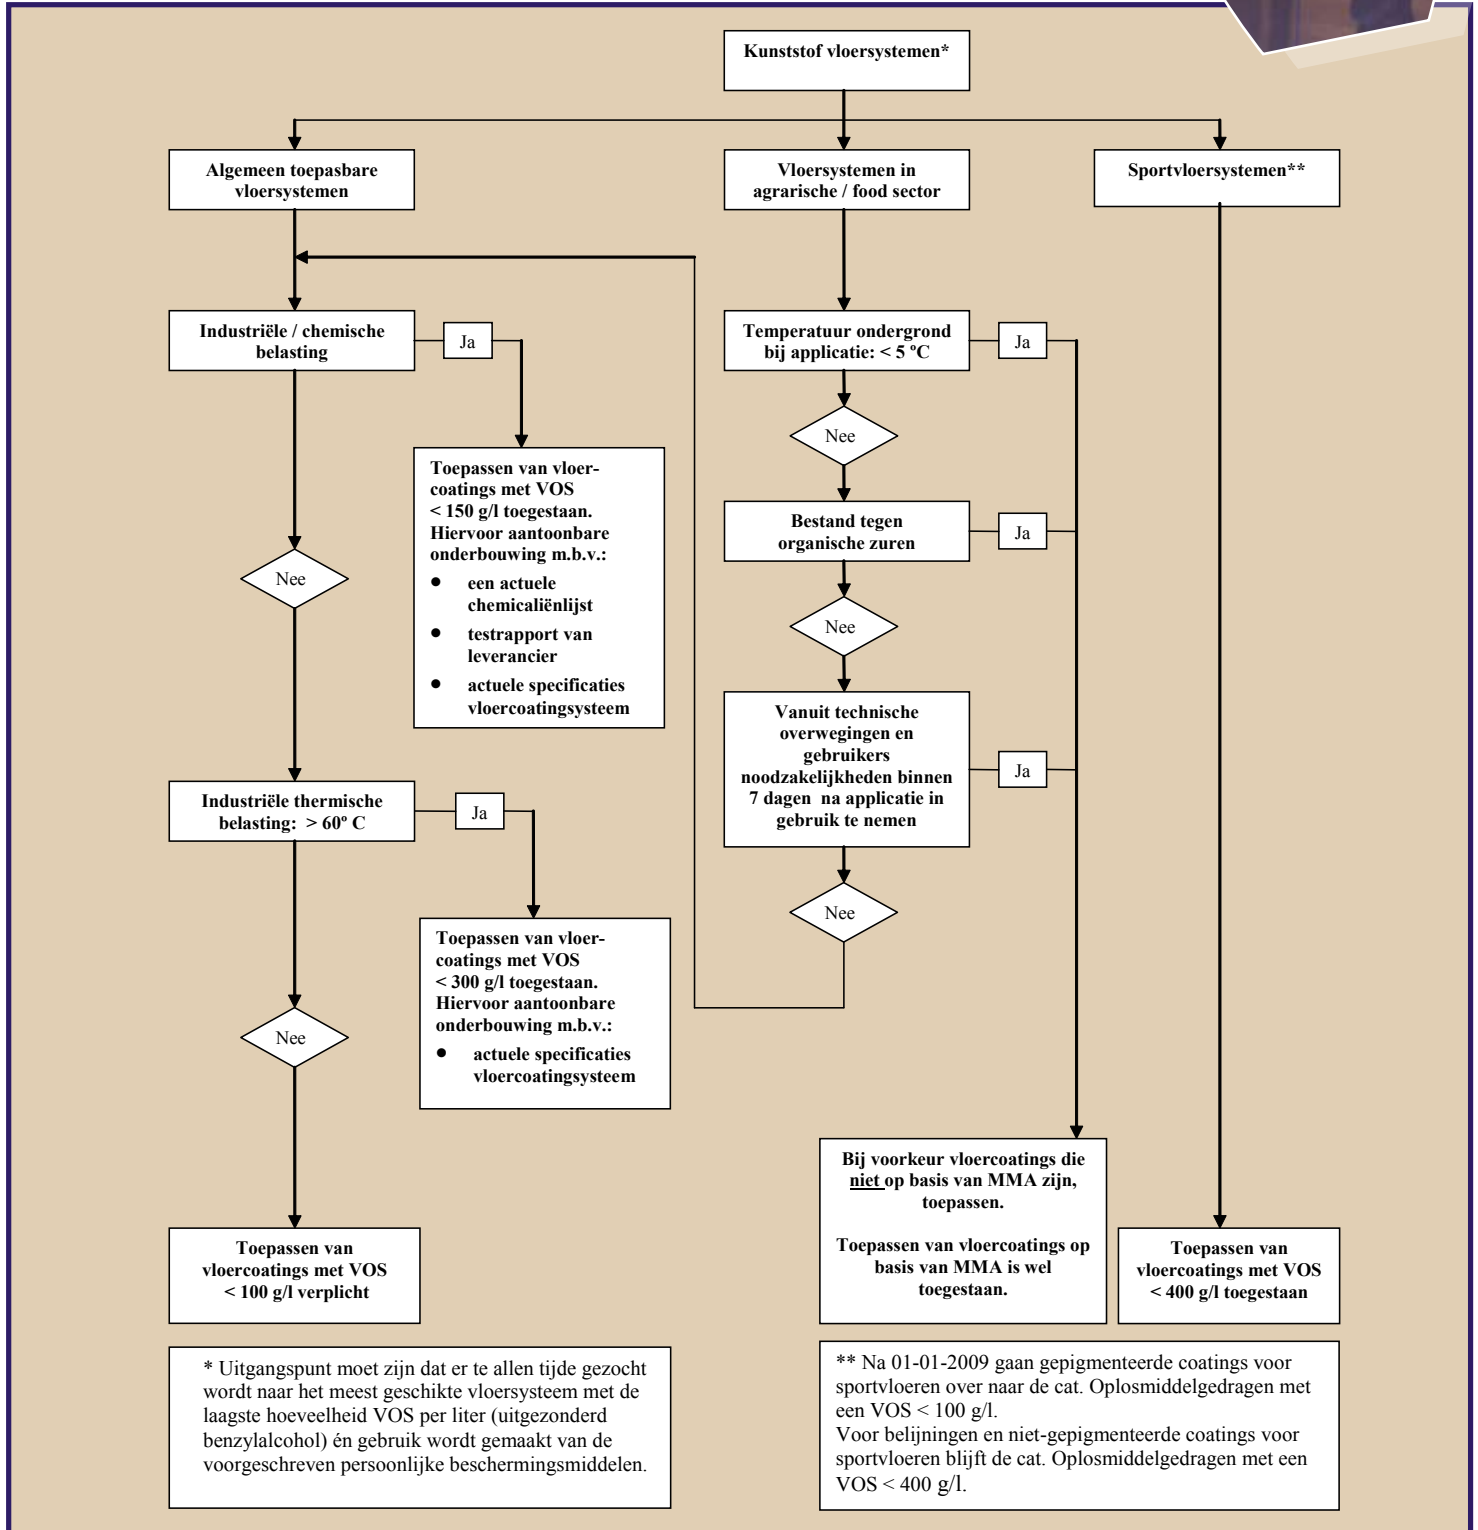 Kunststof vloersystemen*
Algemeen toepasbare
vloersystemen
Vloersystemen in
agrarische / food sector
Sportvloersystemen**
Industriële / chemische
belasting
Ja
Temperatuur ondergrond
bij applicatie: < 5 ºC
Ja
Nee
Toepassen van vloer-
coatings met VOS
< 150 g/l toegestaan.
Hiervoor aantoonbare
onderbouwing m.b.v.:
● een actuele
chemicaliënlijst
● testrapport van
leverancier
● actuele specificaties
vloercoatingsysteem
Bestand tegen
organische zuren
Ja
Nee
Nee
Vanuit technische
overwegingen en
gebruikers
noodzakelijkheden binnen
7 dagen na applicatie in
gebruik te nemen
Ja
Industriële thermische
belasting: > 60º C
Ja
Nee
Toepassen van vloer-
coatings met VOS
< 300 g/l toegestaan.
Hiervoor aantoonbare
onderbouwing m.b.v.:
● actuele specificaties
vloercoatingsysteem
Nee
Bij voorkeur vloercoatings die
niet op basis van MMA zijn,
toepassen.
Toepassen van vloercoatings op
basis van MMA is wel
toegestaan.
Toepassen van
vloercoatings met VOS
< 100 g/l verplicht
Toepassen van
vloercoatings met VOS
< 400 g/l toegestaan
* Uitgangspunt moet zijn dat er te allen tijde gezocht
wordt naar het meest geschikte vloersysteem met de
laagste hoeveelheid VOS per liter (uitgezonderd
benzylalcohol) én gebruik wordt gemaakt van de
voorgeschreven persoonlijke beschermingsmiddelen.
** Na 01-01-2009 gaan gepigmenteerde coatings voor
sportvloeren over naar de cat. Oplosmiddelgedragen met
een VOS < 100 g/l.
Voor belijningen en niet-gepigmenteerde coatings voor
sportvloeren blijft de cat. Oplosmiddelgedragen met een
VOS < 400 g/l.